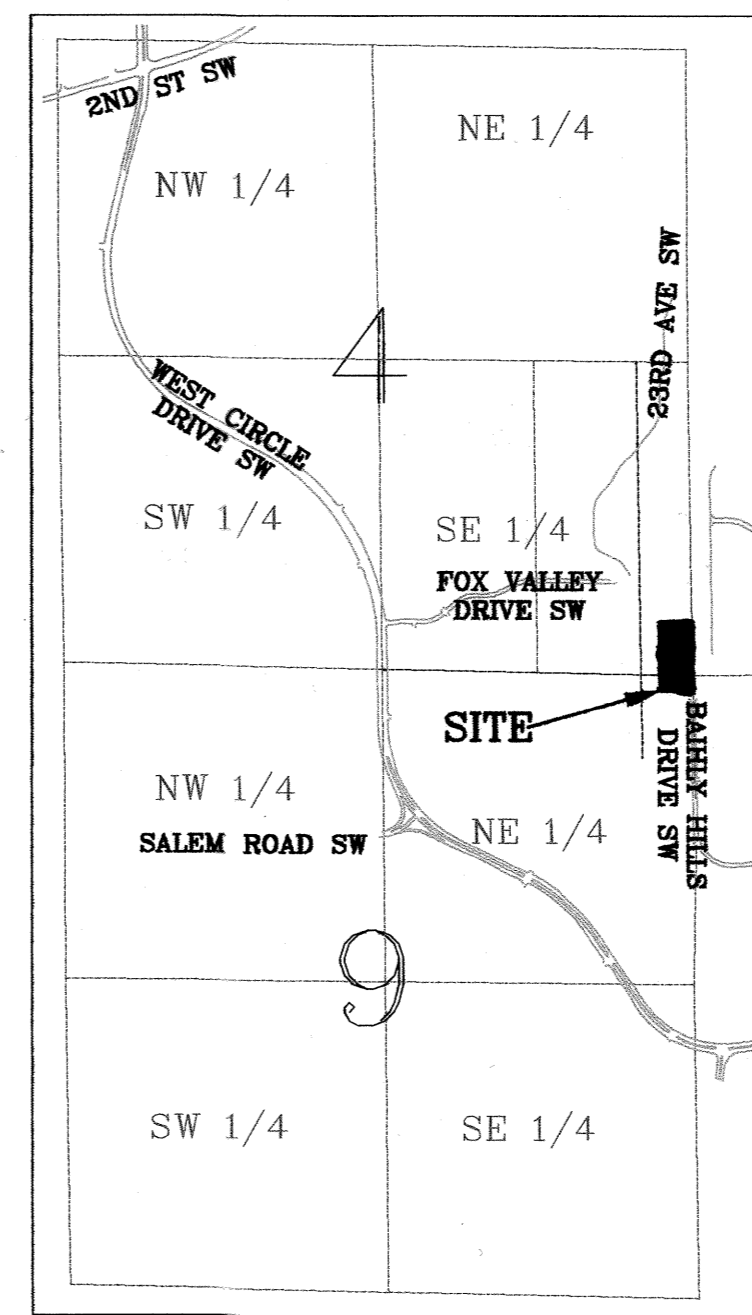 2ND ST SW
NE 1/4
NW 1/4
23RD AVE SW
4
WEST CIRCLE
DRIVE SW
SW 1/4
SE 1/4
FOX VALLEY
DRIVE SW
SITE
BAIHLY HILLS
DRIVE SW
NW 1/4
SALEM ROAD SW
NE 1/4
9
SW 1/4
SE 1/4